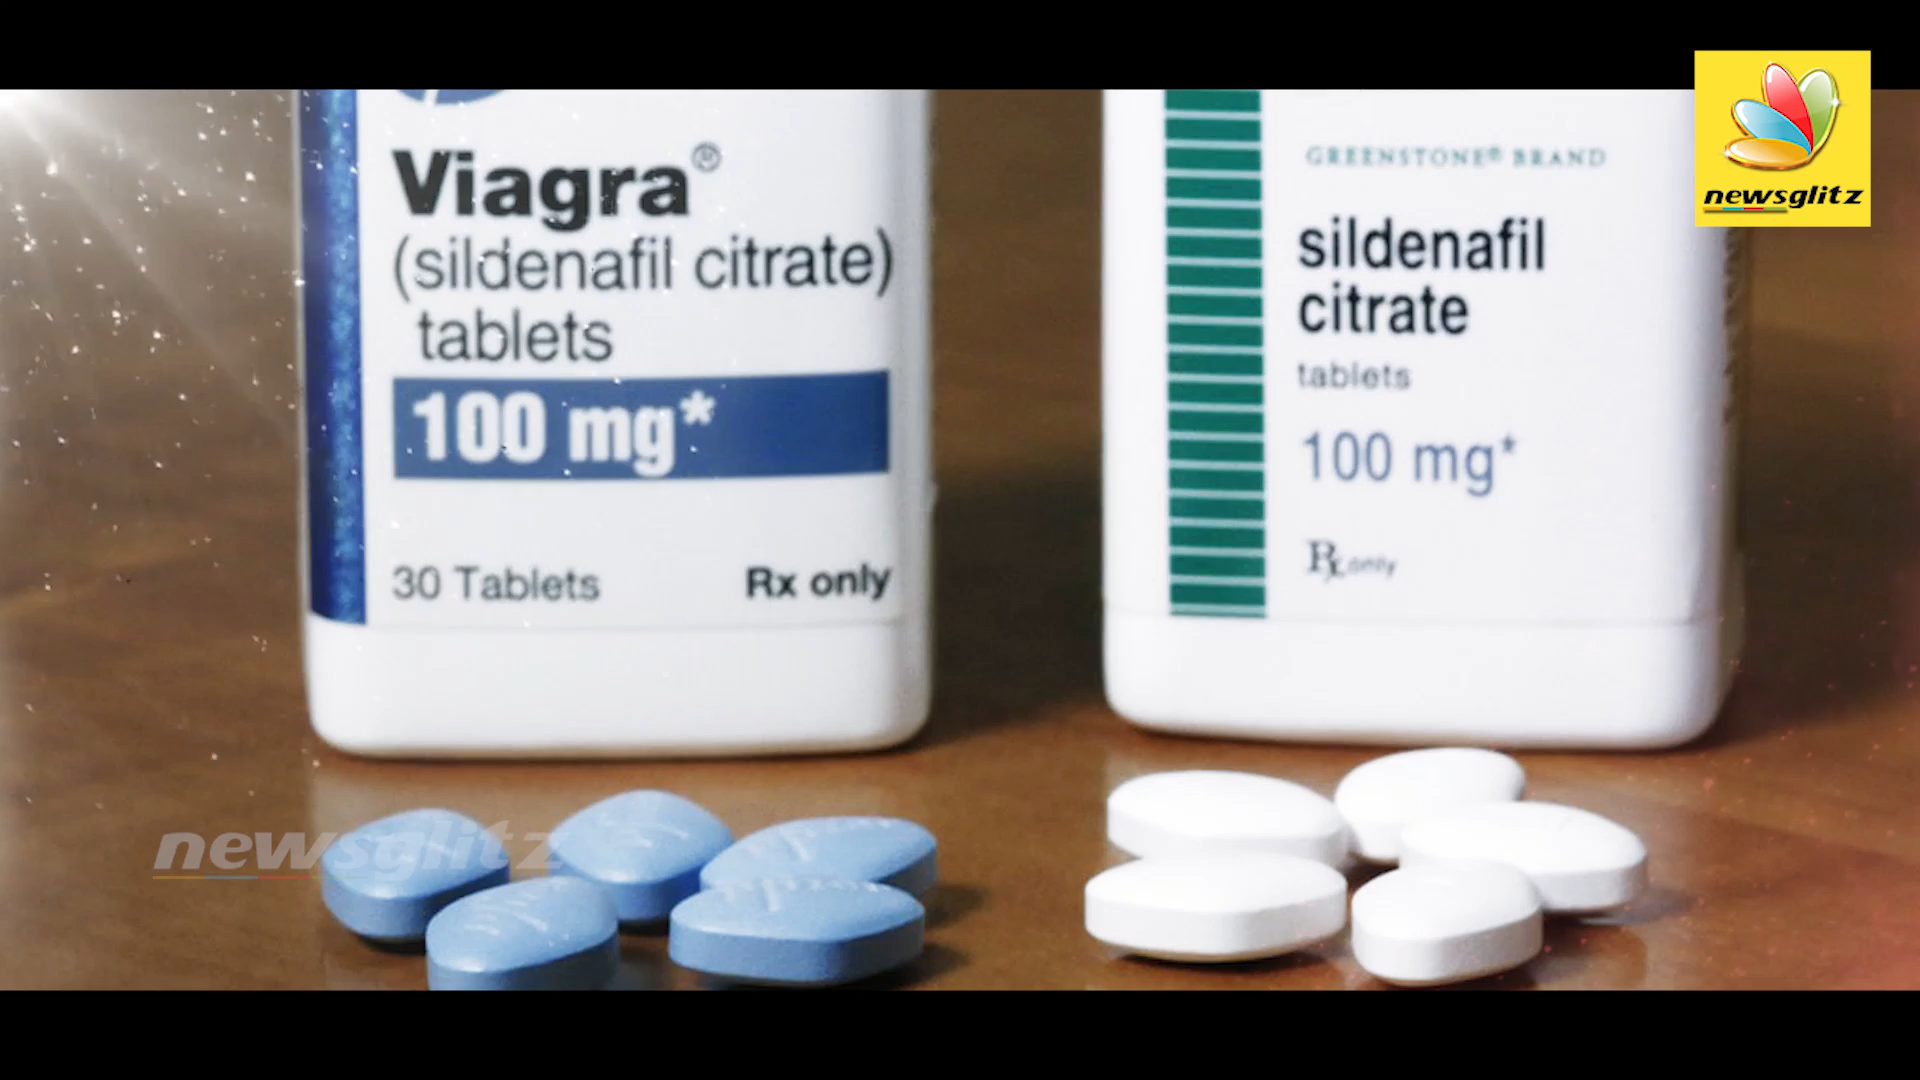 Viagra®
(sildenafil citrate)
tablets
100 mg*
30 Tablets
Rx only
GREENSTONE® BRAND
sildenafil
citrate
tablets
100 mg*
Rx only
newsglitz
newsglitz